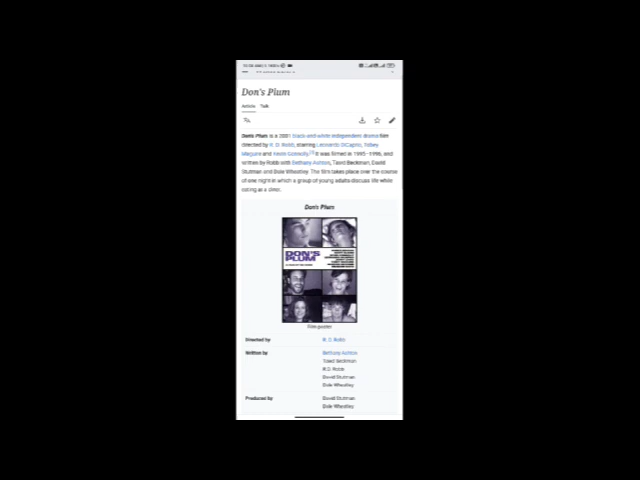 Don's Plum
Article Talk
Don's Plum is a 2001 black-and-white independent drama film
directed by R. D. Robb, starring Leonardo DiCaprio, Tobey
Maguire and Kevin Connolly.[1] It was filmed in 1995–1996, and
written by Robb with Bethany Ashton, Tawd Beckman, David
Stutman and Dale Wheatley. The film takes place over the course
of one night in which a group of young adults discuss life while
eating at a diner.
Don's Plum
DON'S
PLUM
Film poster
Directed by R. D. Robb
Written by Bethany Ashton
Tawd Beckman
R.D. Robb
David Stutman
Dale Wheatley
Produced by David Stutman
Dale Wheatley